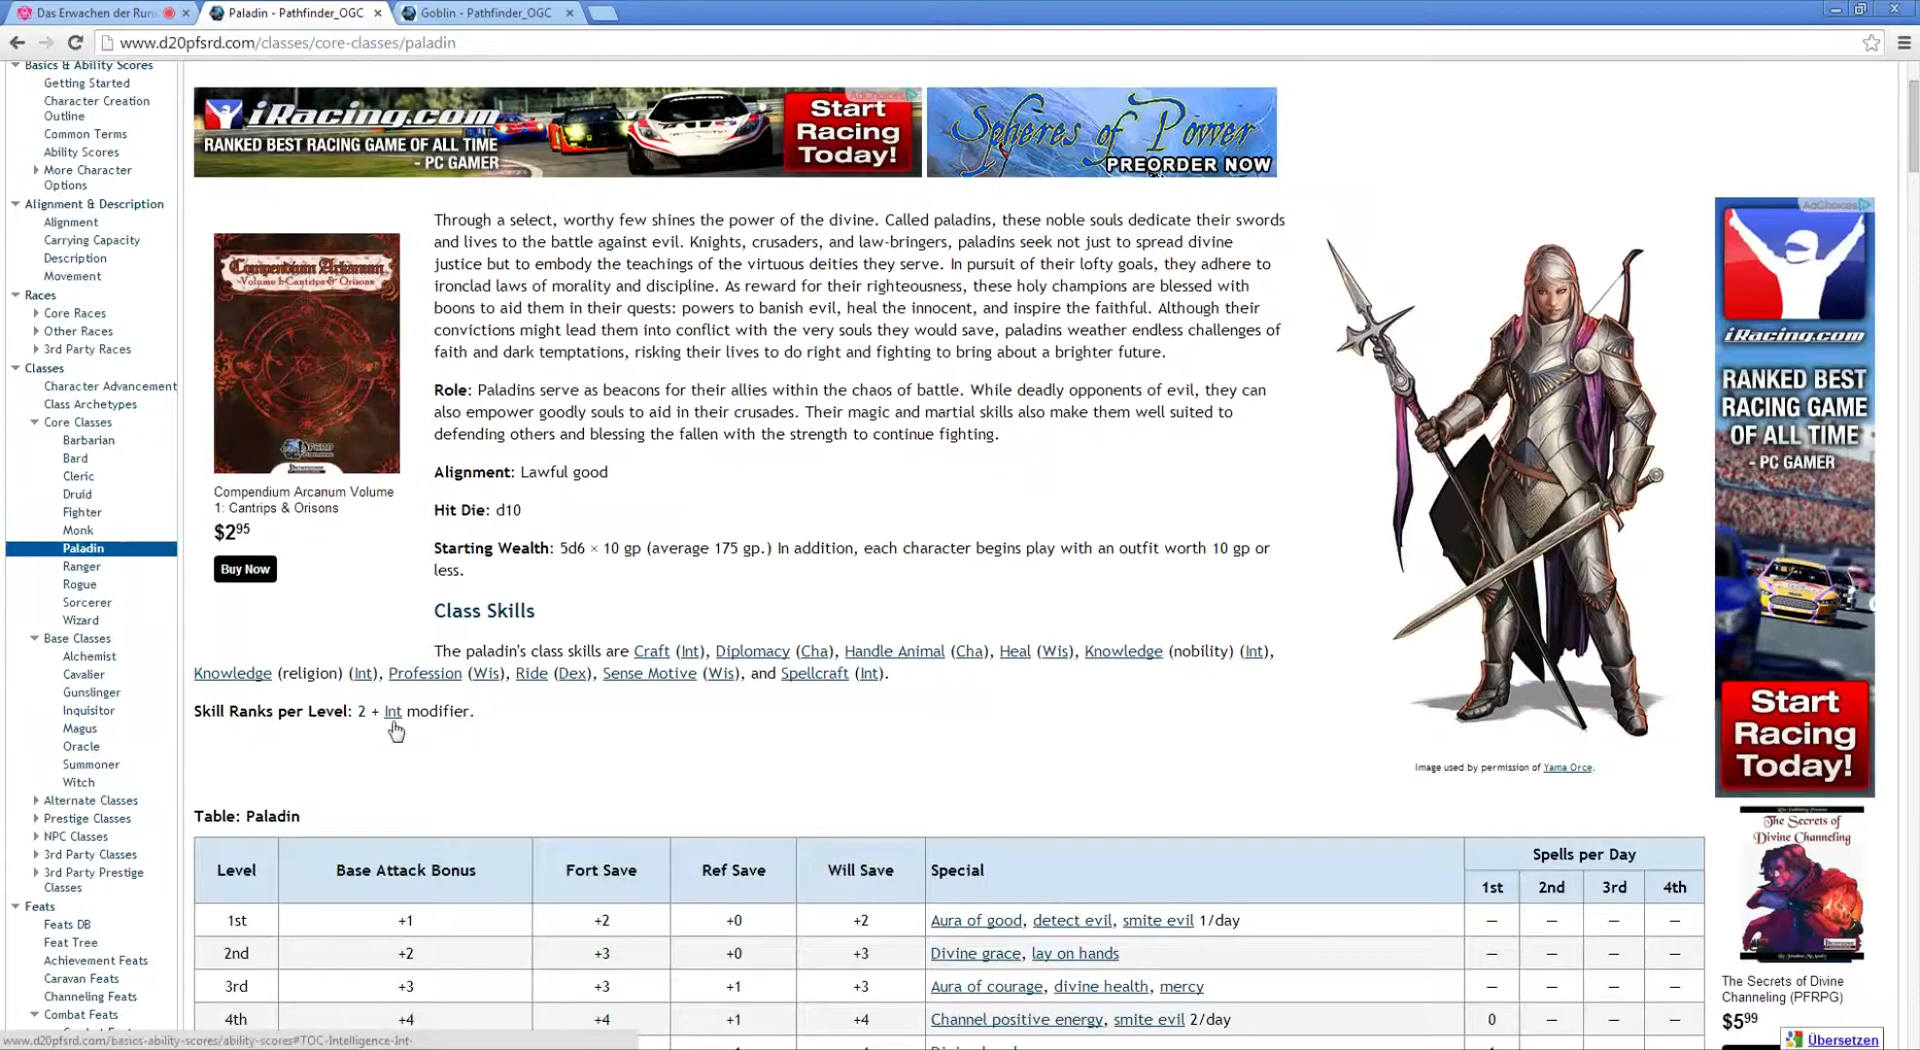 Das Erwachen der Run
Paladin - Pathfinder_OGC
Goblin - Pathfinder_OGC
www.d20pfsrd.com/classes/core-classes/paladin
Basics & Ability Scores
Getting Started
Character Creation
Outline
Common Terms
Ability Scores
More Character
Options
Alignment & Description
Alignment
Carrying Capacity
Description
Movement
Races
Core Races
Other Races
3rd Party Races
Classes
Character Advancement
Class Archetypes
Core Classes
Barbarian
Bard
Cleric
Druid
Fighter
Monk
Paladin
Ranger
Rogue
Sorcerer
Wizard
Base Classes
Alchemist
Cavalier
Gunslinger
Inquisitor
Magus
Oracle
Summoner
Witch
Alternate Classes
Prestige Classes
NPC Classes
3rd Party Classes
3rd Party Prestige
Classes
Feats
Feats DB
Feat Tree
Achievement Feats
Caravan Feats
Channeling Feats
Combat Feats
www.d20pfsrd.com/basics-ability-scores/ability-scores#TOC-Intelligence-Int-
iRacing.com
RANKED BEST RACING GAME OF ALL TIME
- PC GAMER
AdChoices
Start
Racing
Today!
Spheres of Power
PREORDER NOW
Compendium Arcanum
Volume 1: Cantrips & Orisons
Compendium Arcanum Volume
1: Cantrips & Orisons
$2.95
Buy Now
Through a select, worthy few shines the power of the divine. Called paladins, these noble souls dedicate their swords
and lives to the battle against evil. Knights, crusaders, and law-bringers, paladins seek not just to spread divine
justice but to embody the teachings of the virtuous deities they serve. In pursuit of their lofty goals, they adhere to
ironclad laws of morality and discipline. As reward for their righteousness, these holy champions are blessed with
boons to aid them in their quests: powers to banish evil, heal the innocent, and inspire the faithful. Although their
convictions might lead them into conflict with the very souls they would save, paladins weather endless challenges of
faith and dark temptations, risking their lives to do right and fighting to bring about a brighter future.
Role: Paladins serve as beacons for their allies within the chaos of battle. While deadly opponents of evil, they can
also empower goodly souls to aid in their crusades. Their magic and martial skills also make them well suited to
defending others and blessing the fallen with the strength to continue fighting.
Alignment: Lawful good
Hit Die: d10
Starting Wealth: 5d6 × 10 gp (average 175 gp.) In addition, each character begins play with an outfit worth 10 gp or
less.
Class Skills
The paladin's class skills are Craft (Int), Diplomacy (Cha), Handle Animal (Cha), Heal (Wis), Knowledge (nobility) (Int),
Knowledge (religion) (Int), Profession (Wis), Ride (Dex), Sense Motive (Wis), and Spellcraft (Int).
Skill Ranks per Level: 2 + Int modifier.
Image used by permission of Yama Orce.
Table: Paladin
Level Base Attack Bonus Fort Save Ref Save Will Save Special Spells per Day
1st 2nd 3rd 4th
1st +1 +2 +0 +2 Aura of good, detect evil, smite evil 1/day — — — —
2nd +2 +3 +0 +3 Divine grace, lay on hands — — — —
3rd +3 +3 +1 +3 Aura of courage, divine health, mercy — — — —
4th +4 +4 +1 +4 Channel positive energy, smite evil 2/day 0 — — —
AdChoices
iRacing.com
RANKED BEST
RACING GAME
OF ALL TIME
- PC GAMER
Start
Racing
Today!
The Secrets of
Divine Channeling
The Secrets of Divine
Channeling (PFRPG)
$5.99
Übersetzen